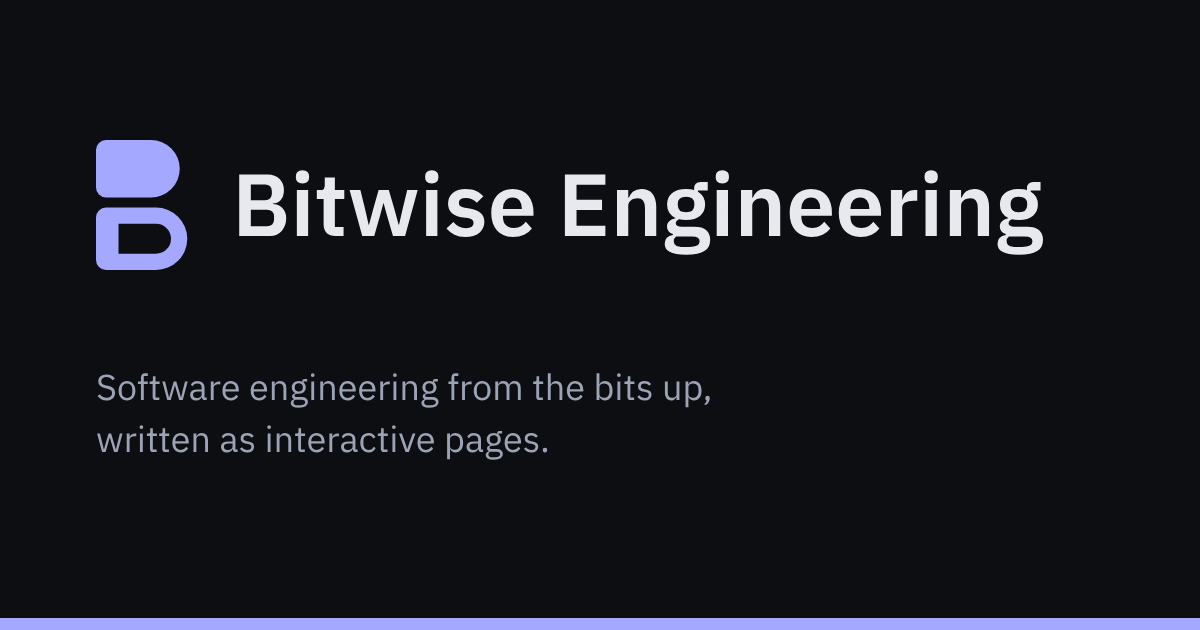 Bitwise Engineering
Software engineering from the bits up,
written as interactive pages.